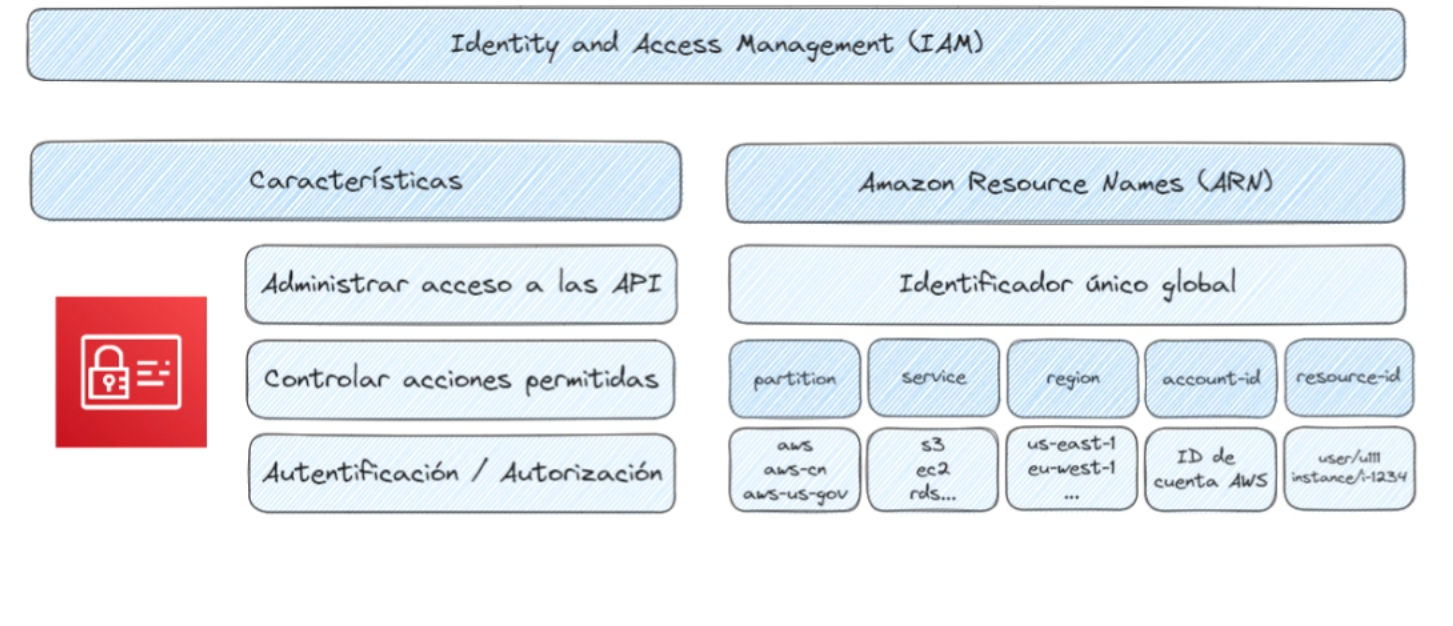 Identity and Access Management (IAM)
Características
Administrar acceso a las API
Controlar acciones permitidas
Autentificación / Autorización
Amazon Resource Names (ARN)
Identificador único global
partition
service
region
account-id
resource-id
aws
aws-cn
aws-us-gov
s3
ec2
rds...
us-east-1
eu-west-1
...
ID de
cuenta AWS
user/u111
instance/i-1234